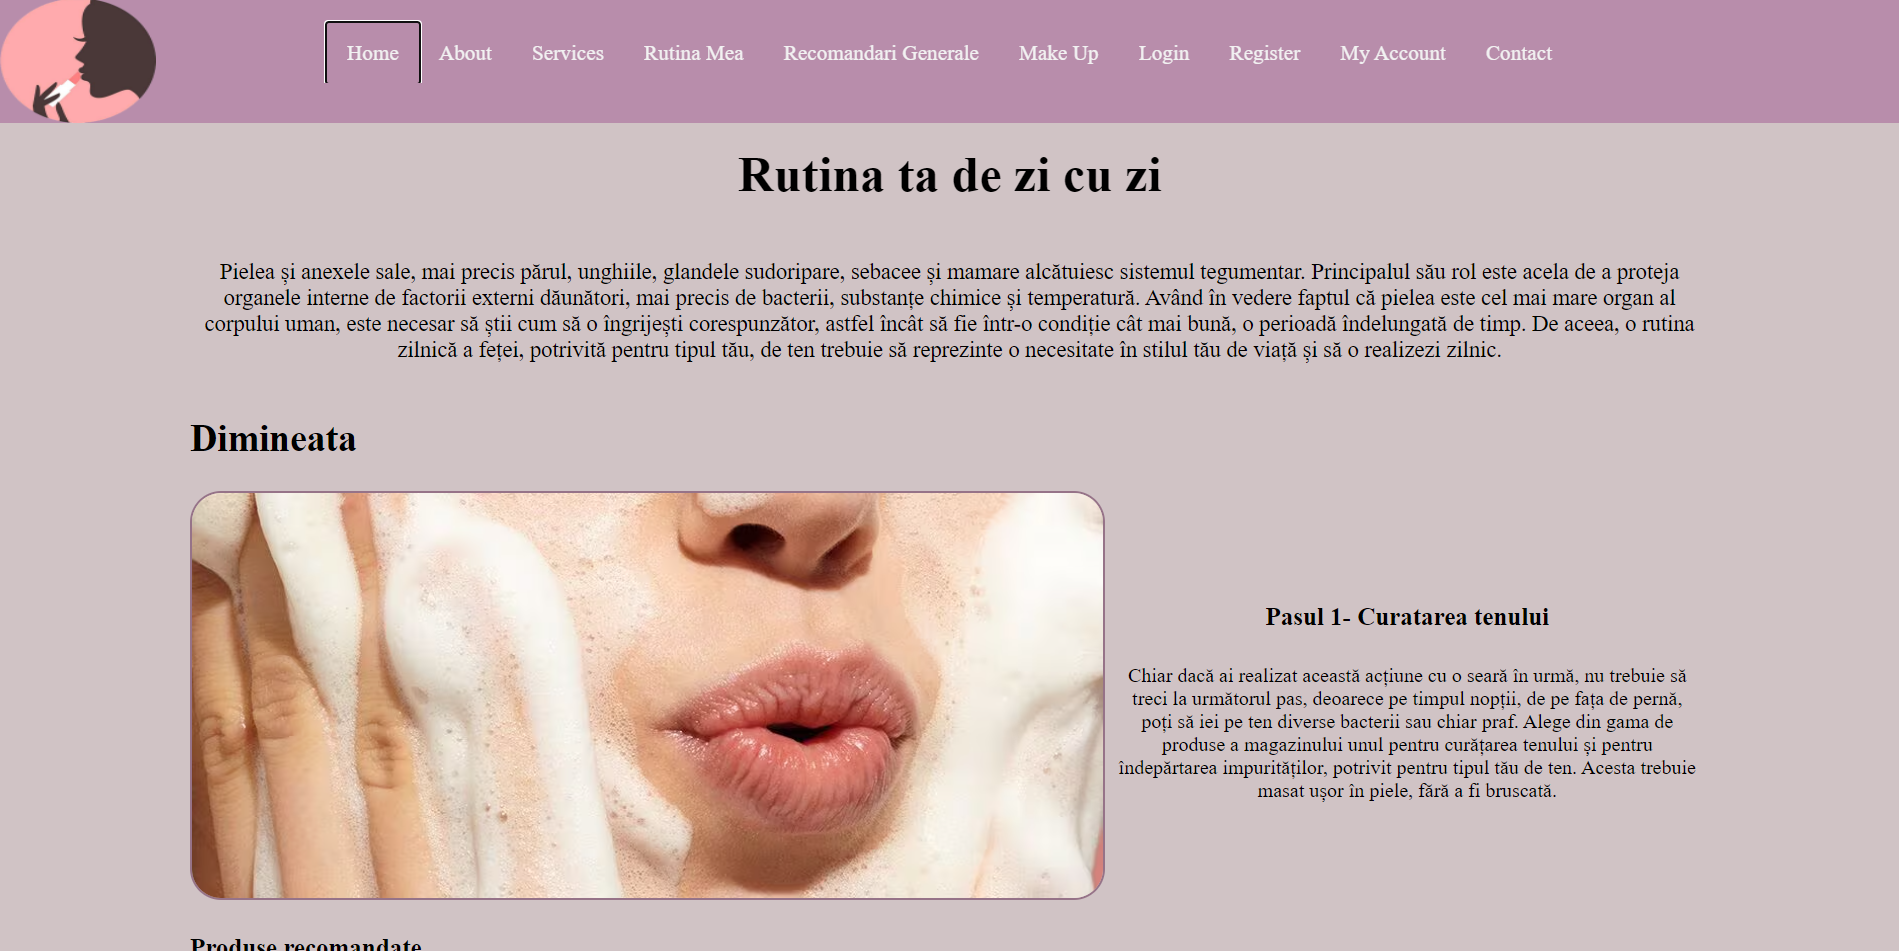 Home About Services Rutina Mea Recomandari Generale Make Up Login Register My Account Contact
Rutina ta de zi cu zi
Pielea și anexele sale, mai precis părul, unghiile, glandele sudoripare, sebacee și mamare alcătuiesc sistemul tegumentar. Principalul său rol este acela de a proteja
organele interne de factorii externi dăunători, mai precis de bacterii, substanțe chimice și temperatură. Având în vedere faptul că pielea este cel mai mare organ al
corpului uman, este necesar să știi cum să o îngrijești corespunzător, astfel încât să fie într-o condiție cât mai bună, o perioadă îndelungată de timp. De aceea, o rutina
zilnică a feței, potrivită pentru tipul tău, de ten trebuie să reprezinte o necesitate în stilul tău de viață și să o realizezi zilnic.
Dimineata
Pasul 1- Curatarea tenului
Chiar dacă ai realizat această acțiune cu o seară în urmă, nu trebuie să
treci la următorul pas, deoarece pe timpul nopții, de pe fața de pernă,
poți să iei pe ten diverse bacterii sau chiar praf. Alege din gama de
produse a magazinului unul pentru curățarea tenului și pentru
îndepărtarea impurităților, potrivit pentru tipul tău de ten. Acesta trebuie
masat ușor în piele, fără a fi bruscată.
Produse recomandate